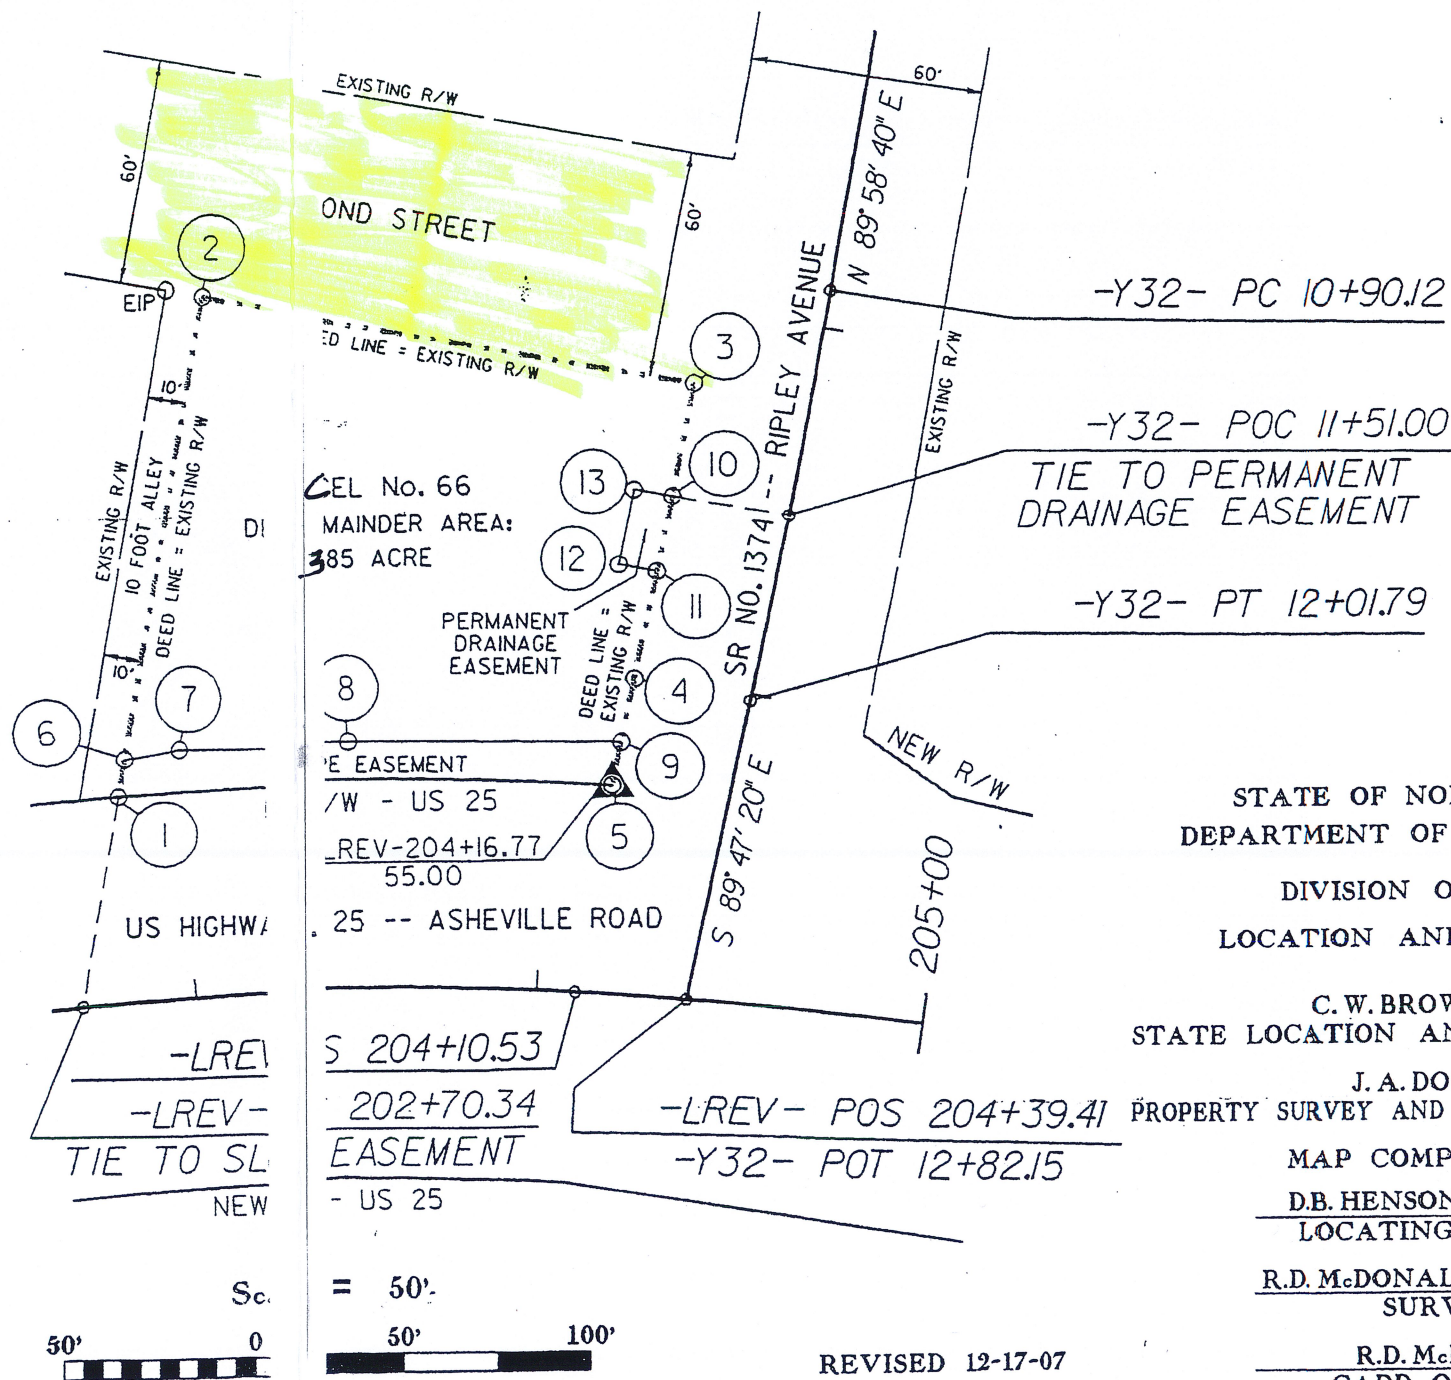 EXISTING R/W
60'
60'
60'
OND STREET
60'
N 89° 58' 40" E
2
EIP
ED LINE = EXISTING R/W
3
-Y32- PC 10+90.12
10'
EXISTING R/W
10 FOOT ALLEY
DEED LINE = EXISTING R/W
10'
CEL No. 66
MAINDER AREA:
385 ACRE
13
10
12
11
SR NO. 1374 -- RIPLEY AVENUE
EXISTING R/W
-Y32- POC 11+51.00
TIE TO PERMANENT
DRAINAGE EASEMENT
-Y32- PT 12+01.79
PERMANENT
DRAINAGE
EASEMENT
DEED LINE =
EXISTING R/W
4
6
7
8
9
NEW R/W
E EASEMENT
/W - US 25
REV-204+16.77
55.00
1
5
S 89° 47' 20" E
205+00
US HIGHWA
. 25 -- ASHEVILLE ROAD
-LREV
S 204+10.53
-LREV-
202+70.34
TIE TO SL
EASEMENT
NEW
- US 25
-LREV- POS 204+39.41
-Y32- POT 12+82.15
STATE OF NO
DEPARTMENT OF
DIVISION O
LOCATION AN
C. W. BROW
STATE LOCATION AN
J. A. DO
PROPERTY SURVEY AND
MAP COMP
D.B. HENSON
LOCATING
R.D. McDONAL
SURV
R.D. Mc
Sc.
= 50'
50'
0
50'
100'
REVISED 12-17-07